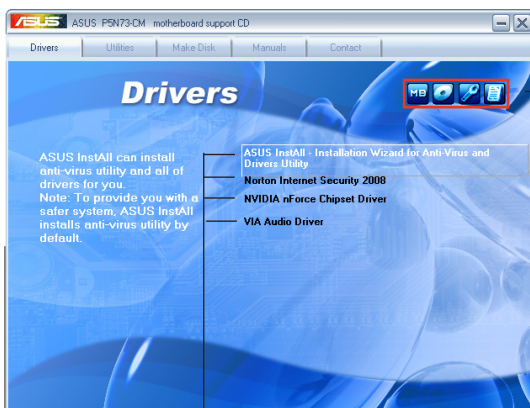 ASUS ASUS P5N73-CM motherboard support CD
Drivers Utilities Make Disk Manuals Contact
Drivers
MB
ASUS InstAll can install
anti-virus utility and all of
drivers for you.
Note: To provide you with a
safer system, ASUS InstAll
installs anti-virus utility by
default.
ASUS InstAll - Installation Wizard for Anti-Virus and
Drivers Utility
Norton Internet Security 2008
NVIDIA nForce Chipset Driver
VIA Audio Driver